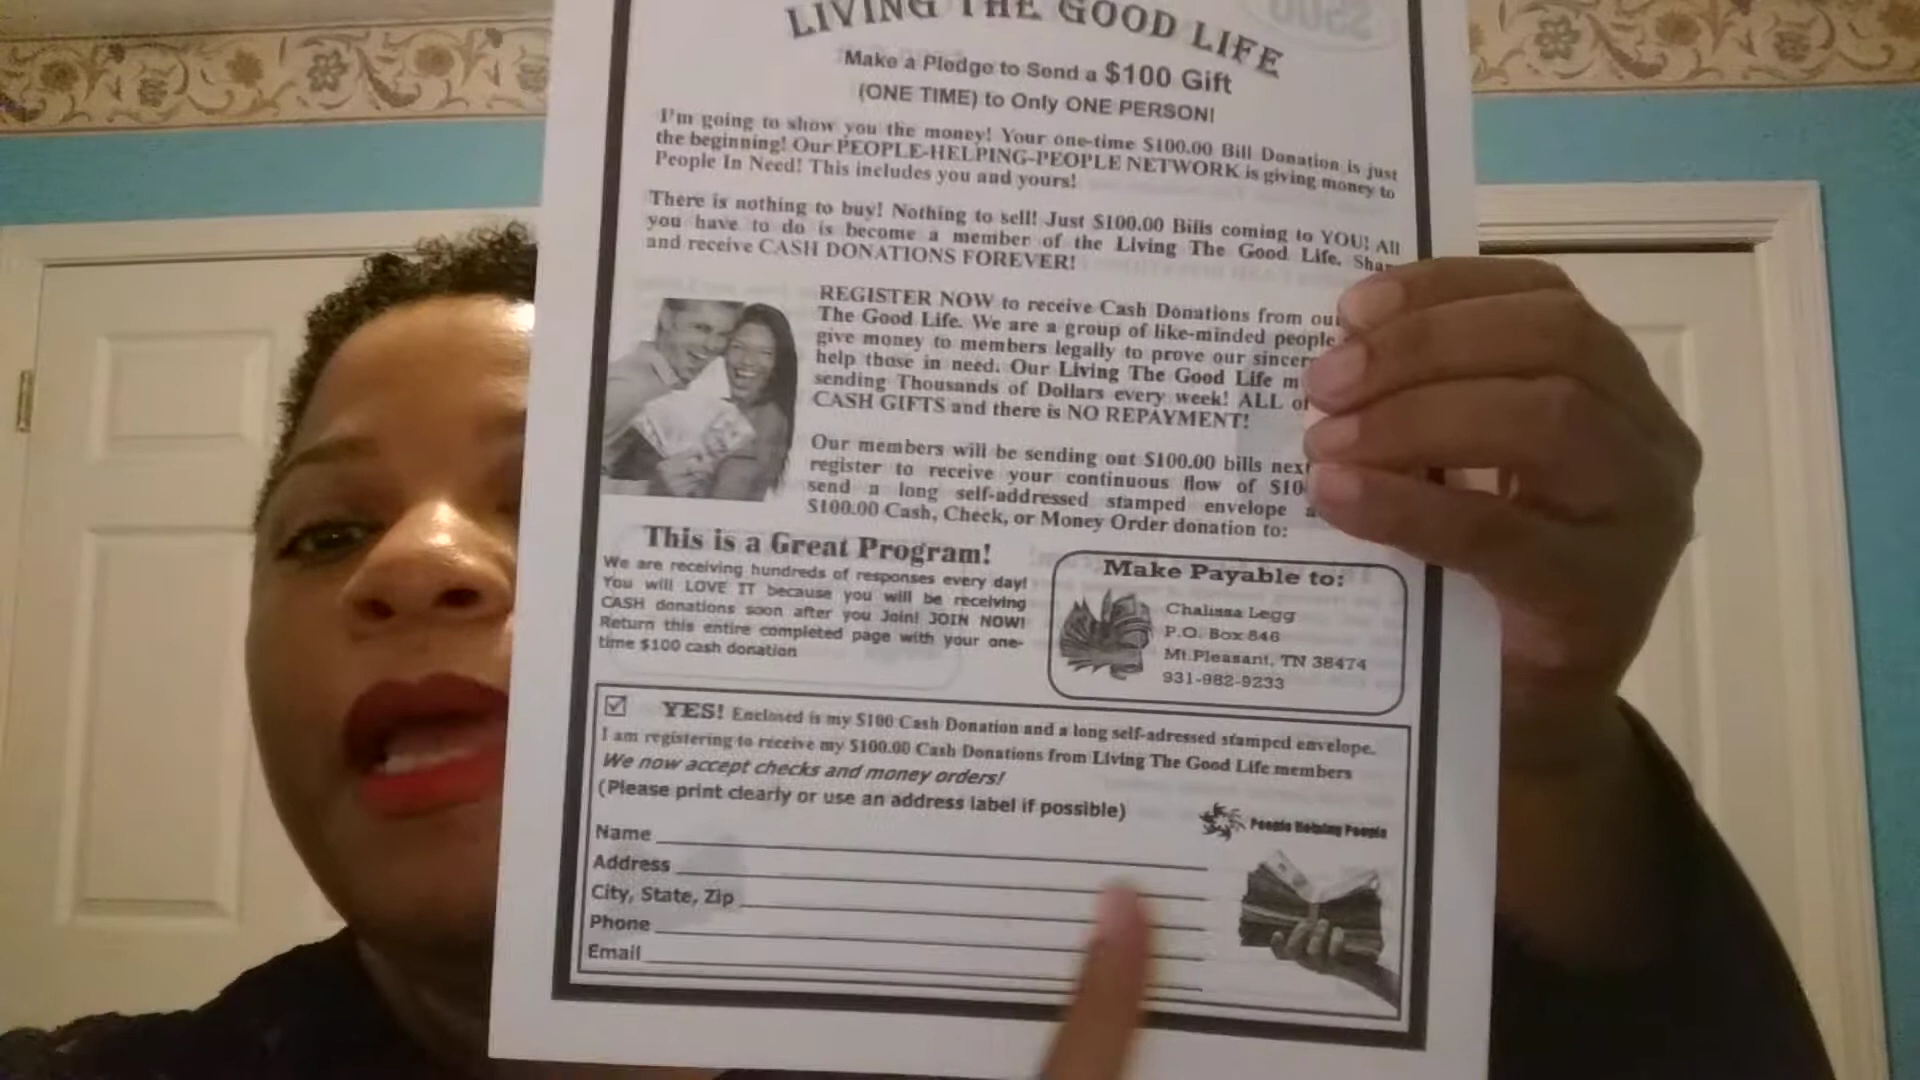 LIVING THE GOOD LIFE
$500
Make a Pledge to Send a $100 Gift
(ONE TIME) to Only ONE PERSON!
I'm going to show you the money! Your one-time $100.00 Bill Donation is just
the beginning! Our PEOPLE-HELPING-PEOPLE NETWORK is giving money to
People In Need! This includes you and yours!
There is nothing to buy! Nothing to sell! Just $100.00 Bills coming to YOU! All
you have to do is become a member of the Living The Good Life. Shar
and receive CASH DONATIONS FOREVER!
REGISTER NOW to receive Cash Donations from our
The Good Life. We are a group of like-minded people
give money to members legally to prove our sincer
help those in need. Our Living The Good Life m
sending Thousands of Dollars every week! ALL of
CASH GIFTS and there is NO REPAYMENT!
Our members will be sending out $100.00 bills next
register to receive your continuous flow of $10
send a long self-addressed stamped envelope a
$100.00 Cash, Check, or Money Order donation to:
This is a Great Program!
We are receiving hundreds of responses every day!
You will LOVE IT because you will be receiving
CASH donations soon after you Join! JOIN NOW!
Return this entire completed page with your one-
time $100 cash donation
Make Payable to:
Chalissa Legg
P.O. Box 846
Mt.Pleasant, TN 38474
931-982-9233
YES! Enclosed is my $100 Cash Donation and a long self-adressed stamped envelope.
I am registering to receive my $100.00 Cash Donations from Living The Good Life members
We now accept checks and money orders!
(Please print clearly or use an address label if possible)
People Helping People
Name
Address
City, State, Zip
Phone
Email